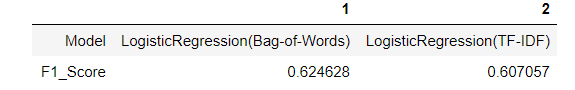 1 2
Model LogisticRegression(Bag-of-Words) LogisticRegression(TF-IDF)
F1_Score 0.624628 0.607057